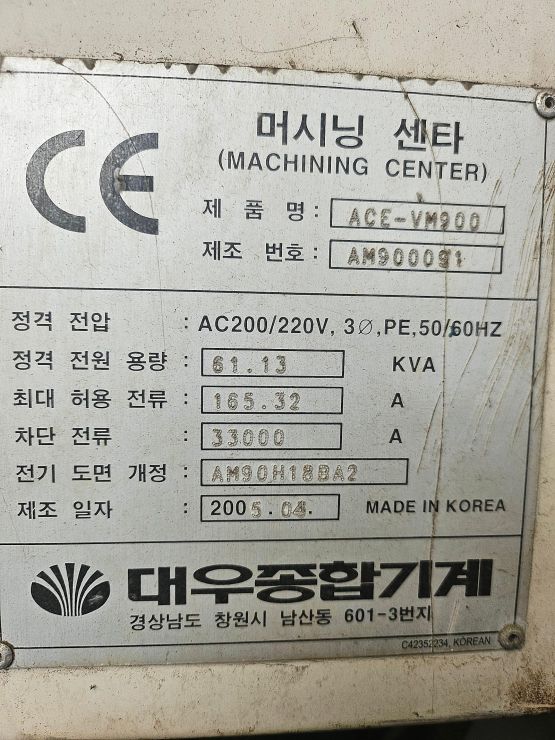 CE
머시닝 센타
(MACHINING CENTER)
제 품 명 : ACE-VM900
제조 번호 : AM900091
정격 전압 : AC200/220V, 3∅,PE,50/60HZ
정격 전원 용량 : 61.13 KVA
최대 허용 전류 : 165.32 A
차단 전류 : 33000 A
전기 도면 개정 : AM90H18BA2
제조 일자 : 2005.04. MADE IN KOREA
대우종합기계
경상남도 창원시 남산동 601-3번지
C42352234, KOREAN